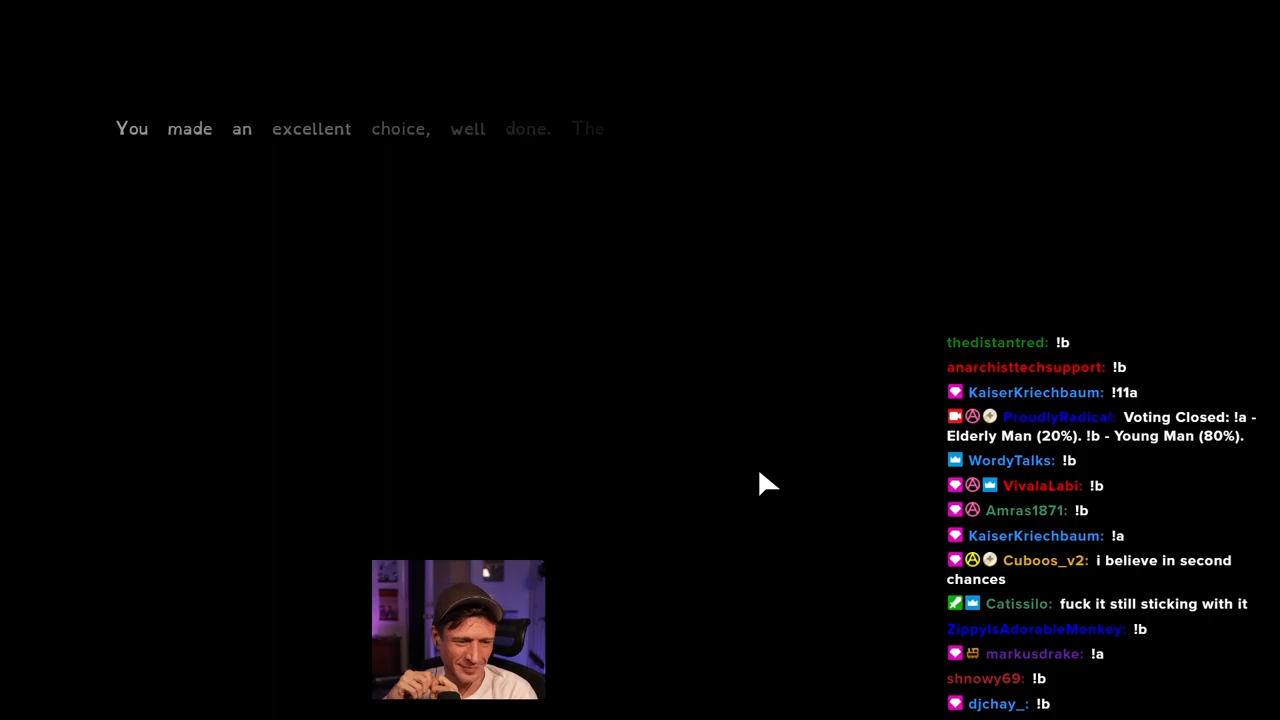 You made an excellent choice, well done. The
thedistantred: !b
anarchisttechsupport: !b
KaiserKriechbaum: !11a
ProudlyRadical: Voting Closed: !a -
Elderly Man (20%). !b - Young Man (80%).
WordyTalks: !b
VivalaLabi: !b
Amras1871: !b
KaiserKriechbaum: !a
Cuboos_v2: i believe in second
chances
Catissilo: fuck it still sticking with it
ZippyIsAdorableMonkey: !b
markusdrake: !a
shnowy69: !b
djchay_: !b